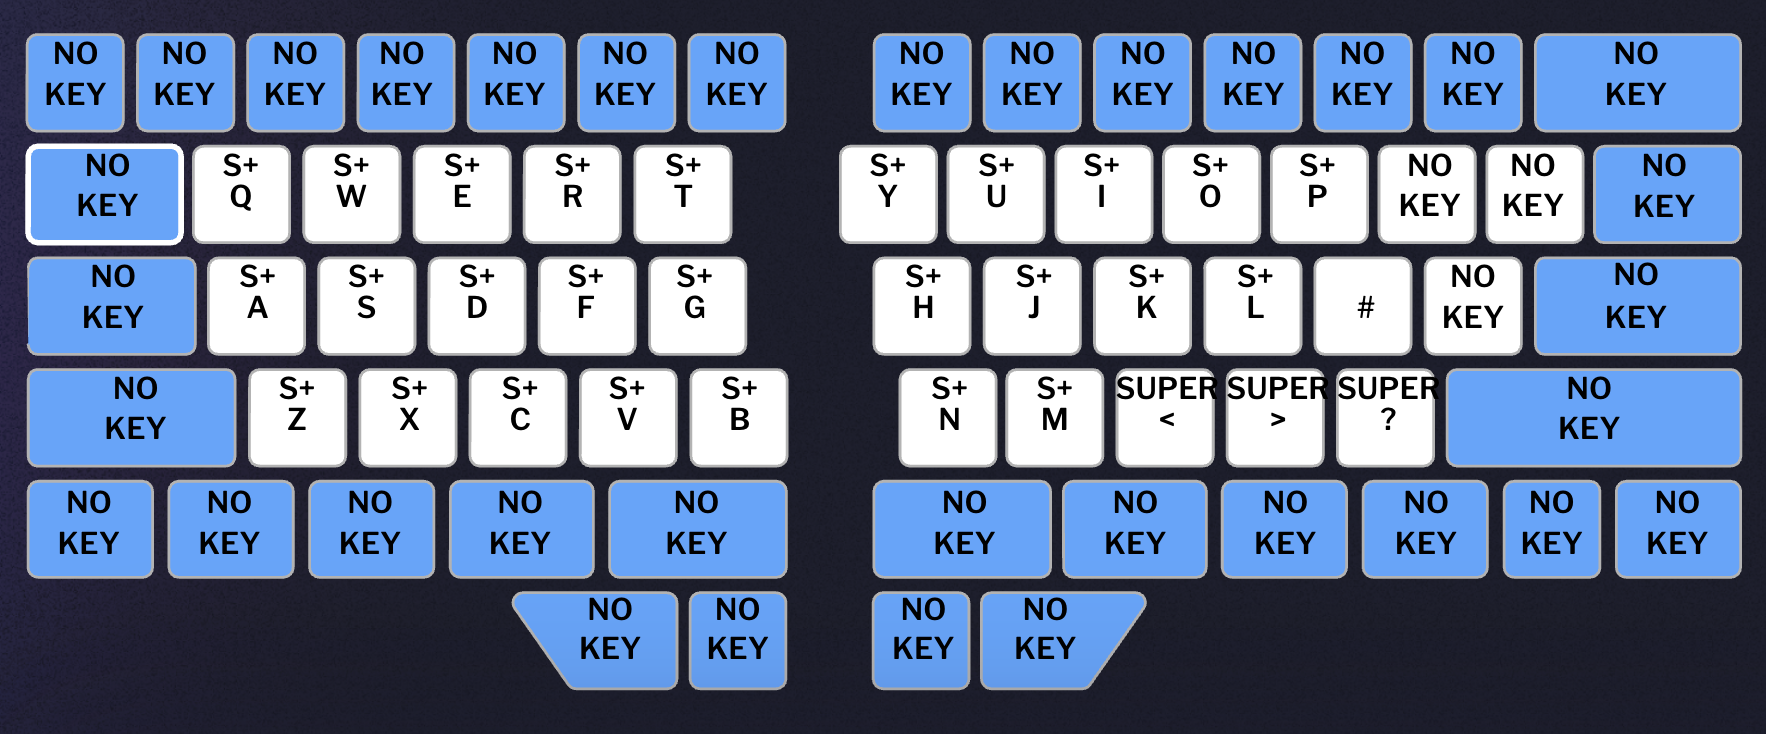 NO NO NO NO NO NO NO NO NO NO NO NO NO NO
KEY KEY KEY KEY KEY KEY KEY KEY KEY KEY KEY KEY KEY KEY
NO S+ S+ S+ S+ S+ S+ S+ S+ S+ S+ NO NO NO
KEY Q W E R T Y U I O P KEY KEY KEY
NO S+ S+ S+ S+ S+ S+ S+ S+ S+ NO NO
KEY A S D F G H J K L # KEY KEY
NO S+ S+ S+ S+ S+ S+ S+ SUPER SUPER SUPER NO
KEY Z X C V B N M < > ? KEY
NO NO NO NO NO NO NO NO NO NO NO
KEY KEY KEY KEY KEY KEY KEY KEY KEY KEY KEY
NO NO NO NO
KEY KEY KEY KEY